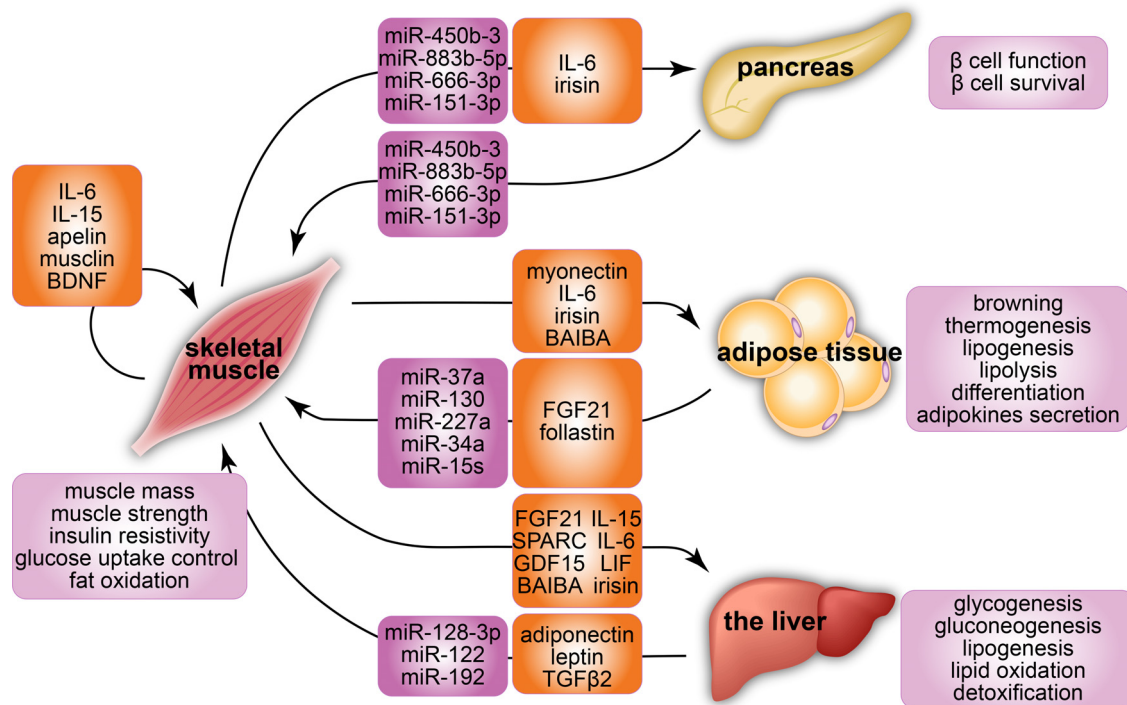 miR-450b-3
miR-883b-5p
miR-666-3p
miR-151-3p
IL-6
irisin
pancreas
β cell function
β cell survival
miR-450b-3
miR-883b-5p
miR-666-3p
miR-151-3p
IL-6
IL-15
apelin
musclin
BDNF
skeletal
muscle
myonectin
IL-6
irisin
BAIBA
adipose tissue
browning
thermogenesis
lipogenesis
lipolysis
differentiation
adipokines secretion
miR-37a
miR-130
miR-227a
miR-34a
miR-15s
FGF21
follastin
muscle mass
muscle strength
insulin resistivity
glucose uptake control
fat oxidation
FGF21 IL-15
SPARC IL-6
GDF15 LIF
BAIBA irisin
the liver
glycogenesis
gluconeogenesis
lipogenesis
lipid oxidation
detoxification
miR-128-3p
miR-122
miR-192
adiponectin
leptin
TGFβ2